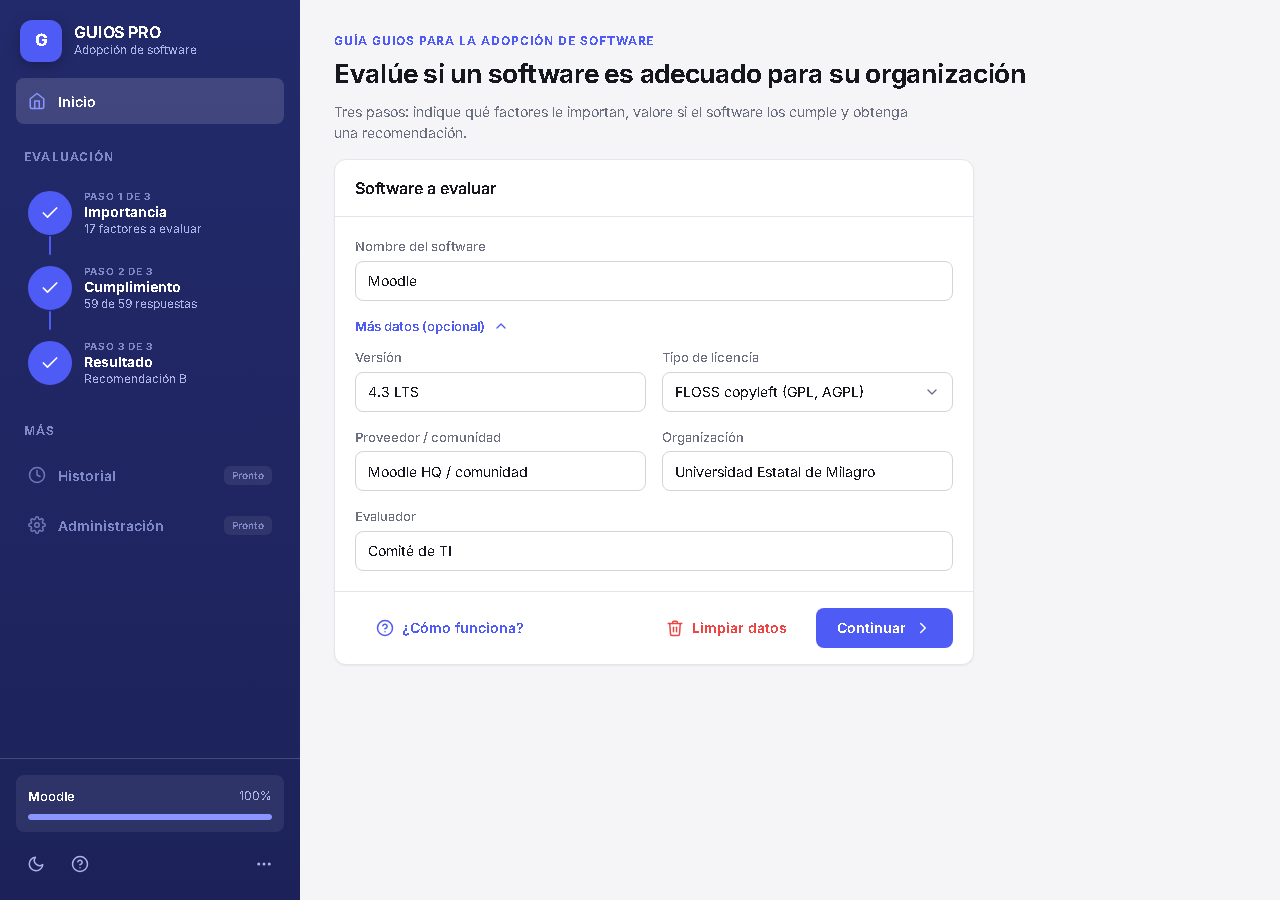 G
GUIOS PRO
Adopción de software
Inicio
EVALUACIÓN
PASO 1 DE 3
Importancia
17 factores a evaluar
PASO 2 DE 3
Cumplimiento
59 de 59 respuestas
PASO 3 DE 3
Resultado
Recomendación B
MÁS
Historial Pronto
Administración Pronto
Moodle 100%
GUÍA GUIOS PARA LA ADOPCIÓN DE SOFTWARE
Evalúe si un software es adecuado para su organización
Tres pasos: indique qué factores le importan, valore si el software los cumple y obtenga
una recomendación.
Software a evaluar
Nombre del software
Moodle
Más datos (opcional)
Versión Tipo de licencia
4.3 LTS FLOSS copyleft (GPL, AGPL)
Proveedor / comunidad Organización
Moodle HQ / comunidad Universidad Estatal de Milagro
Evaluador
Comité de TI
¿Cómo funciona? Limpiar datos Continuar